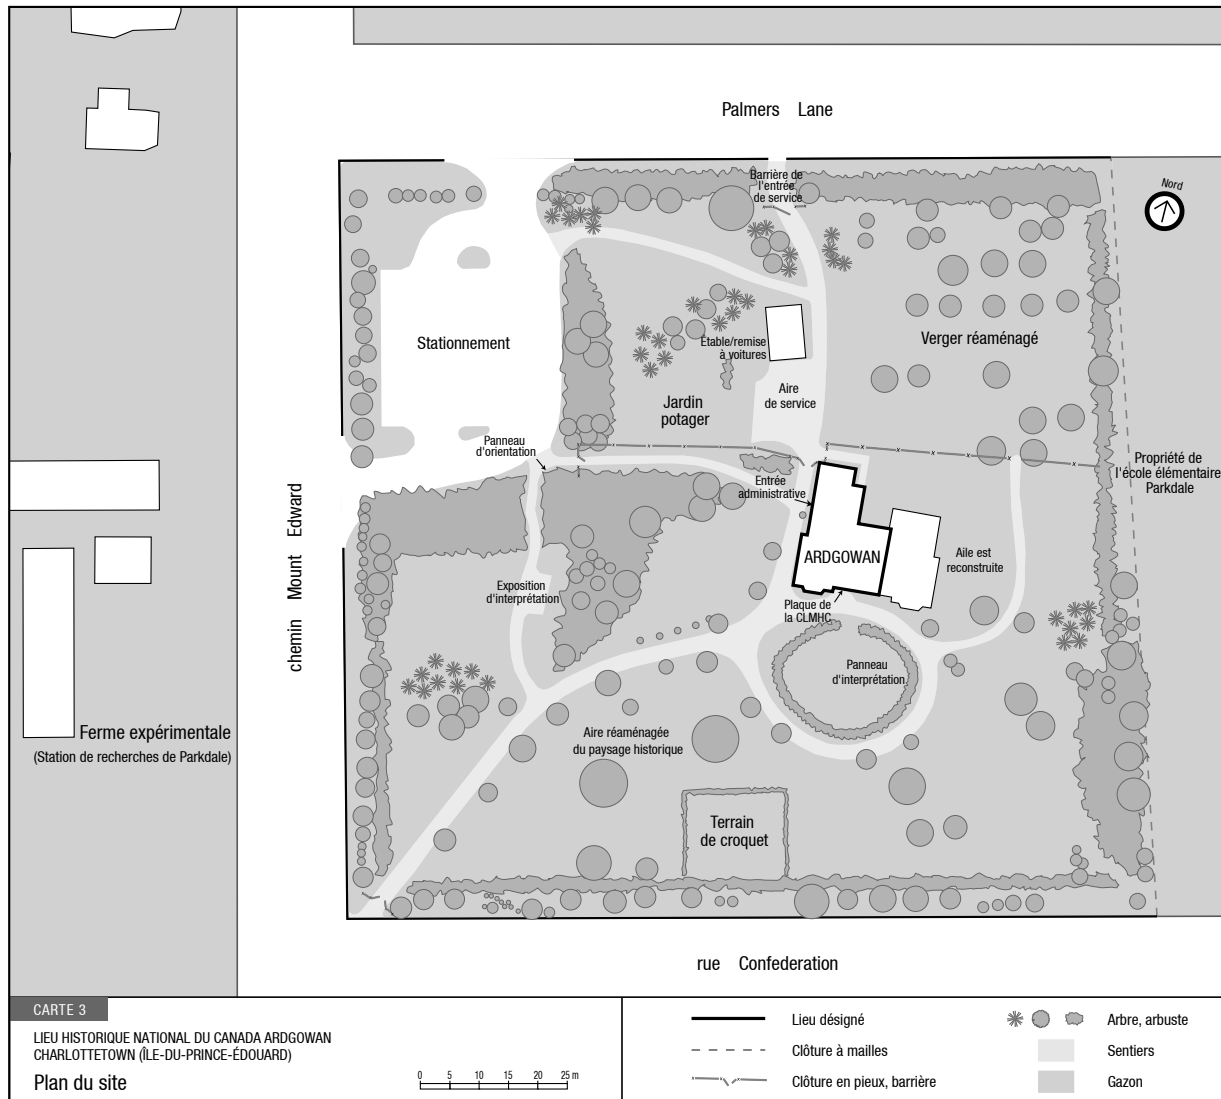 Palmers Lane
Nord
Barrière de
l'entrée
de service
Stationnement
Étable/remise
à voitures
Verger réaménagé
Aire
de service
Jardin
potager
Panneau
d'orientation
Propriété de
l'école élémentaire
Parkdale
Entrée
administrative
chemin Mount Edward
ARDGOWAN
Aile est
reconstruite
Exposition
d'interprétation
Plaque de
la CLMHC
Panneau
d'interprétation
Ferme expérimentale
(Station de recherches de Parkdale)
Aire réaménagée
du paysage historique
Terrain
de croquet
rue Confederation
CARTE 3
LIEU HISTORIQUE NATIONAL DU CANADA ARDGOWAN
CHARLOTTETOWN (ÎLE-DU-PRINCE-ÉDOUARD)
Plan du site
0 5 10 15 20 25 m
Lieu désigné
Clôture à mailles
Clôture en pieux, barrière
Arbre, arbuste
Sentiers
Gazon